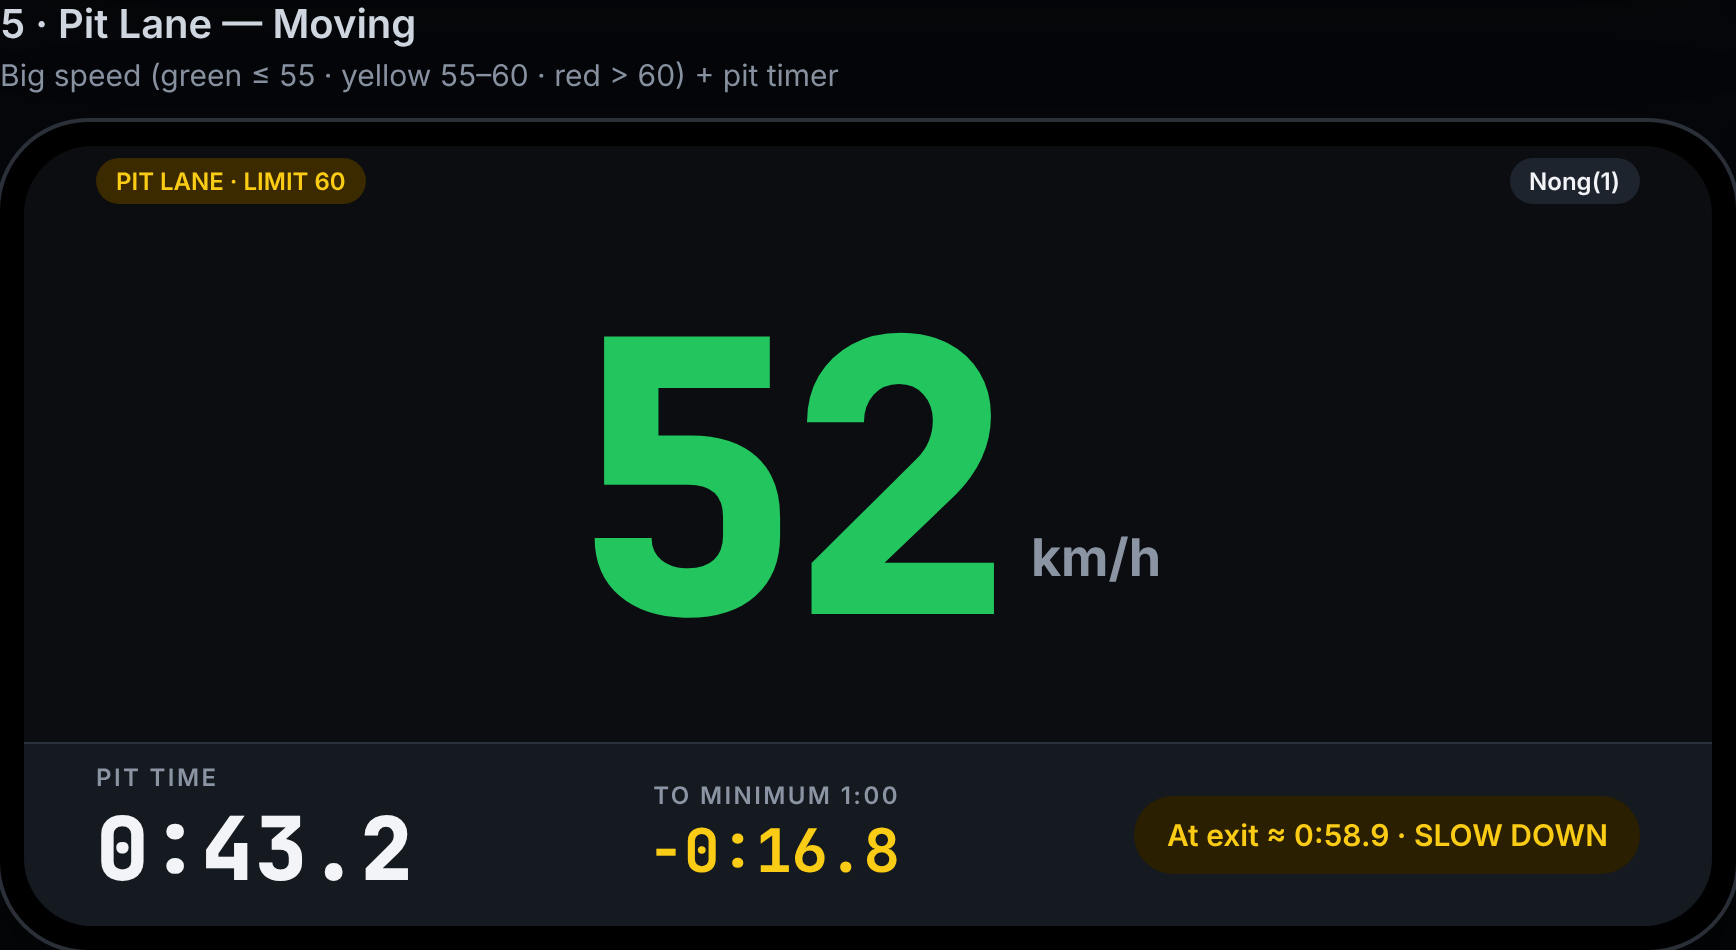 5 · Pit Lane — Moving
Big speed (green ≤ 55 · yellow 55–60 · red > 60) + pit timer
PIT LANE · LIMIT 60
Nong(1)
52 km/h
PIT TIME
0:43.2
TO MINIMUM 1:00
-0:16.8
At exit ≈ 0:58.9 · SLOW DOWN